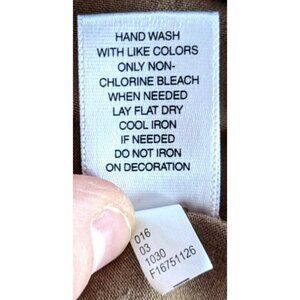 HAND WASH
WITH LIKE COLORS
ONLY NON-
CHLORINE BLEACH
WHEN NEEDED
LAY FLAT DRY
COOL IRON
IF NEEDED
DO NOT IRON
ON DECORATION
016
03
1030
F16751126